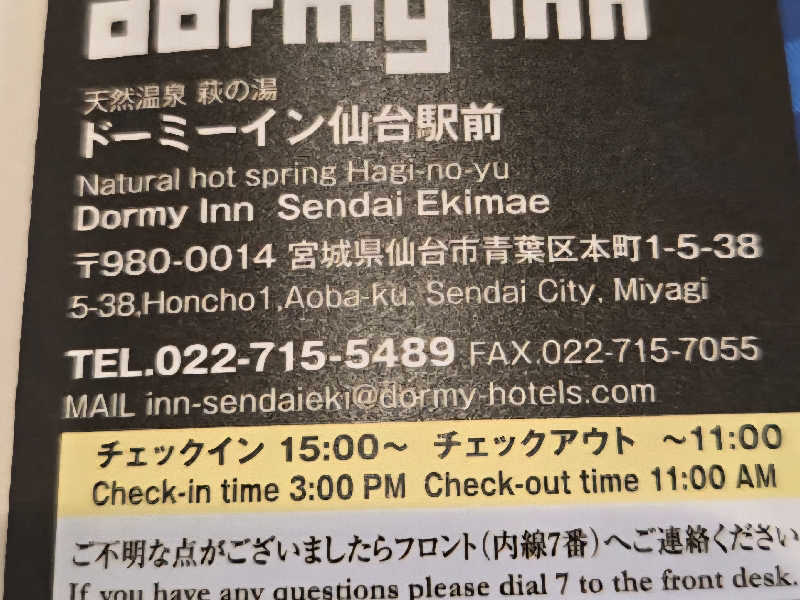 dormy inn
天然温泉 萩の湯
ドーミーイン仙台駅前
Natural hot spring Hagi-no-yu
Dormy Inn Sendai Ekimae
〒980-0014 宮城県仙台市青葉区本町1-5-38
5-38,Honcho1,Aoba-ku, Sendai City, Miyagi
TEL.022-715-5489 FAX.022-715-7055
MAIL inn-sendaieki@dormy-hotels.com
チェックイン 15:00～ チェックアウト ～11:00
Check-in time 3:00 PM Check-out time 11:00 AM
ご不明な点がございましたらフロント(内線7番)へご連絡ください
If you have any questions please dial 7 to the front desk.